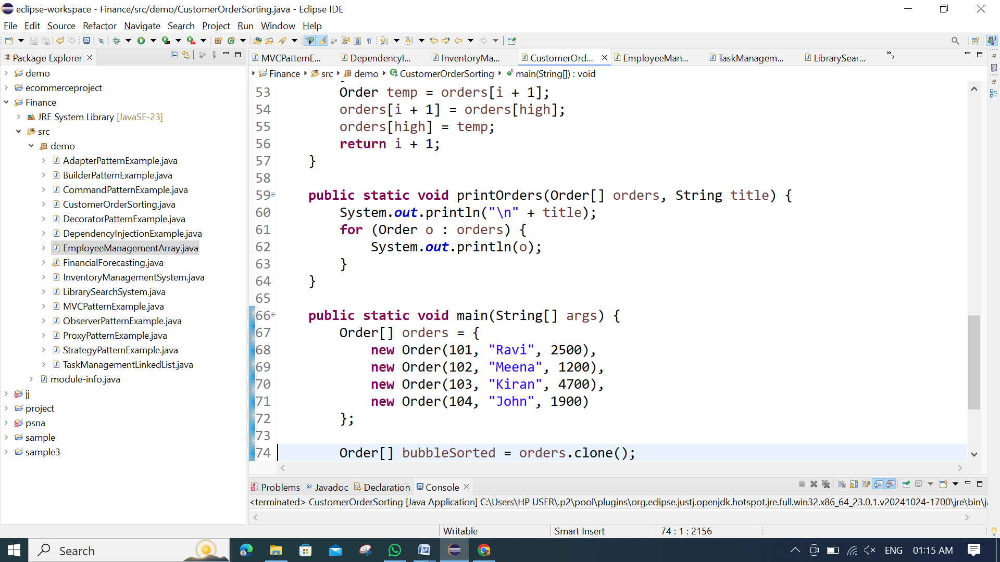 eclipse-workspace - Finance/src/demo/CustomerOrderSorting.java - Eclipse IDE
File Edit Source Refactor Navigate Search Project Run Window Help
Package Explorer
demo
ecommerceproject
Finance
JRE System Library [JavaSE-23]
src
demo
AdapterPatternExample.java
BuilderPatternExample.java
CommandPatternExample.java
CustomerOrderSorting.java
DecoratorPatternExample.java
DependencyInjectionExample.java
EmployeeManagementArray.java
FinancialForecasting.java
InventoryManagementSystem.java
LibrarySearchSystem.java
MVCPatternExample.java
ObserverPatternExample.java
ProxyPatternExample.java
StrategyPatternExample.java
TaskManagementLinkedList.java
module-info.java
jj
project
psna
sample
sample3
MVCPatternE... DependencyI... InventoryMa... CustomerOrd... EmployeeMan... TaskManagem... LibrarySear... »7
Finance src demo CustomerOrderSorting main(String[]) : void
53 Order temp = orders[i + 1];
54 orders[i + 1] = orders[high];
55 orders[high] = temp;
56 return i + 1;
57 }
58
59 public static void printOrders(Order[] orders, String title) {
60 System.out.println("\n" + title);
61 for (Order o : orders) {
62 System.out.println(o);
63 }
64 }
65
66 public static void main(String[] args) {
67 Order[] orders = {
68 new Order(101, "Ravi", 2500),
69 new Order(102, "Meena", 1200),
70 new Order(103, "Kiran", 4700),
71 new Order(104, "John", 1900)
72 };
73
74 Order[] bubbleSorted = orders.clone();
Problems Javadoc Declaration Console
<terminated> CustomerOrderSorting [Java Application] C:\Users\HP USER\.p2\pool\plugins\org.eclipse.justj.openjdk.hotspot.jre.full.win32.x86_64_23.0.1.v20241024-1700\jre\bin\j
Writable Smart Insert 74 : 1 : 2156
Search
ENG 01:15 AM